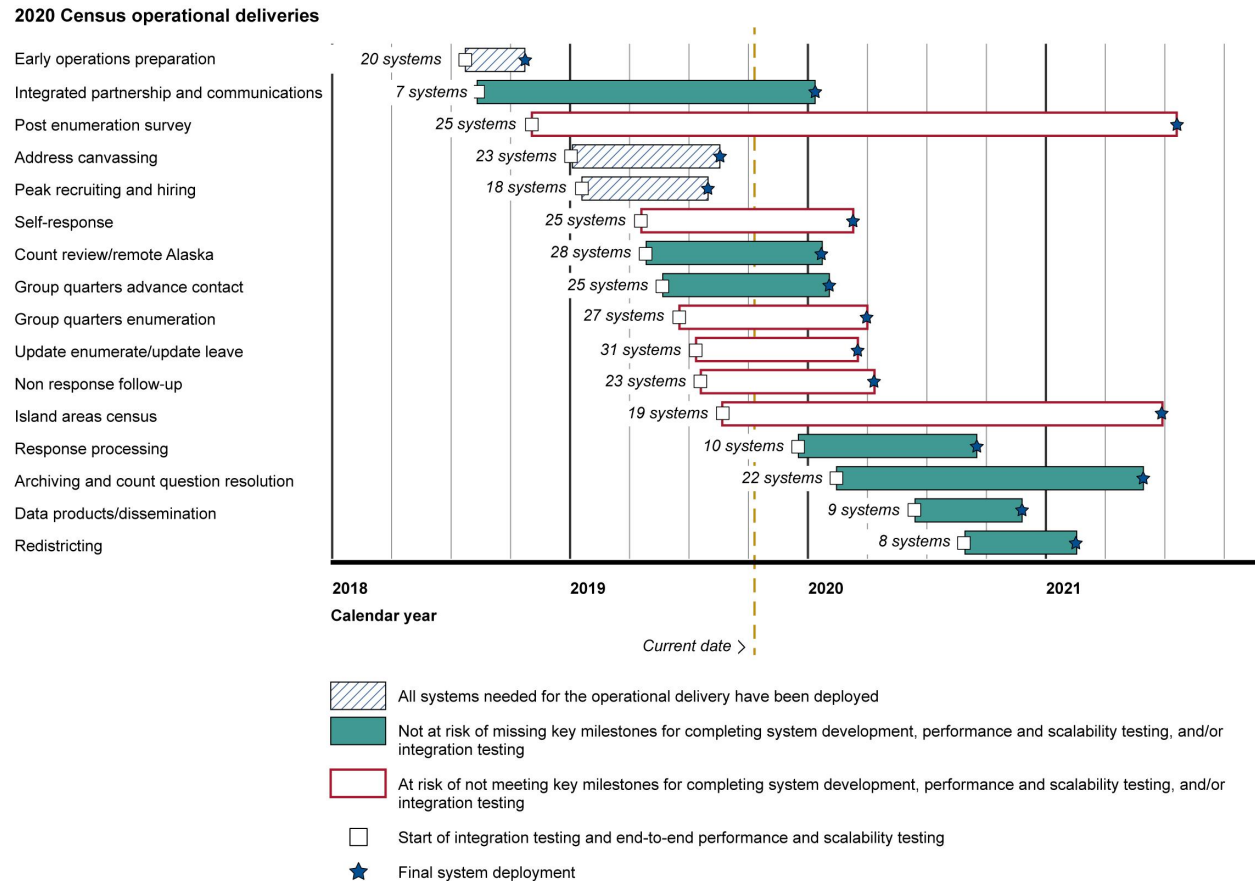 2020 Census operational deliveries
Early operations preparation
20 systems
Integrated partnership and communications
7 systems
Post enumeration survey
25 systems
Address canvassing
23 systems
Peak recruiting and hiring
18 systems
Self-response
25 systems
Count review/remote Alaska
28 systems
Group quarters advance contact
25 systems
Group quarters enumeration
27 systems
Update enumerate/update leave
31 systems
Non response follow-up
23 systems
Island areas census
19 systems
Response processing
10 systems
Archiving and count question resolution
22 systems
Data products/dissemination
9 systems
Redistricting
8 systems
2018
2019
2020
2021
Calendar year
Current date
All systems needed for the operational delivery have been deployed
Not at risk of missing key milestones for completing system development, performance and scalability testing, and/or
integration testing
At risk of not meeting key milestones for completing system development, performance and scalability testing, and/or
integration testing
Start of integration testing and end-to-end performance and scalability testing
Final system deployment